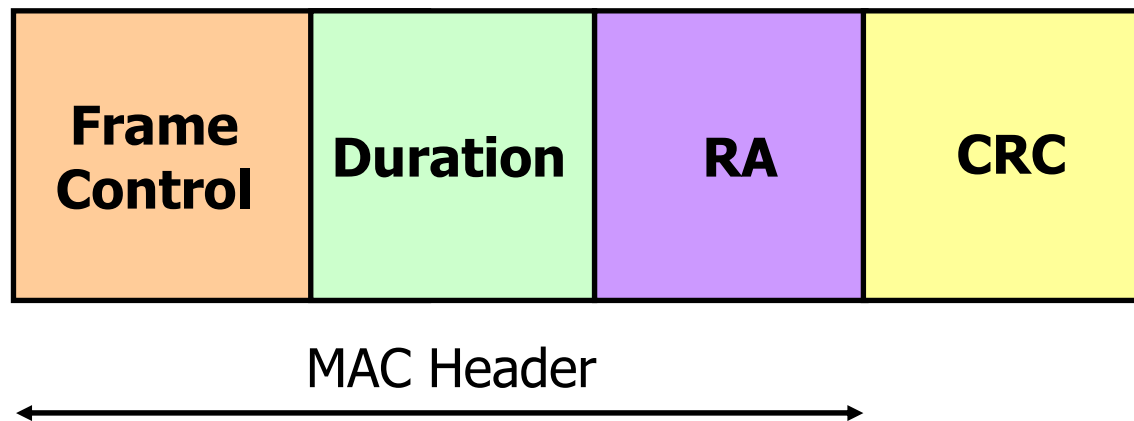 Frame
Control
Duration
RA
CRC
MAC Header